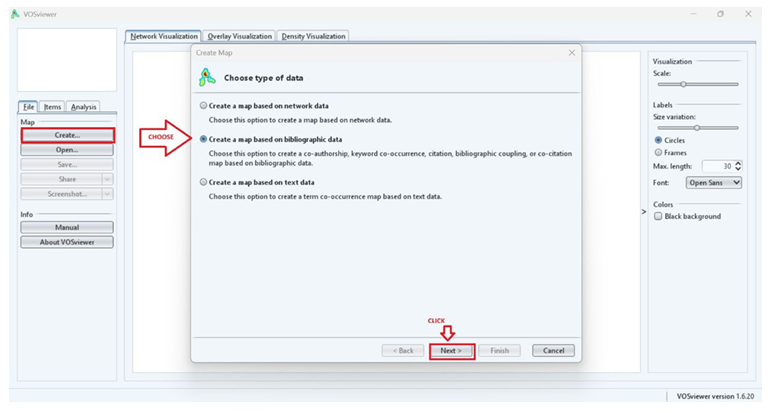 VOSviewer
Network Visualization Overlay Visualization Density Visualization
File Items Analysis
Map
Create...
Open...
Save...
Share
Screenshot...
Info
Manual
About VOSviewer
CHOOSE
Create Map
Choose type of data
Create a map based on network data
Choose this option to create a map based on network data.
Create a map based on bibliographic data
Choose this option to create a co-authorship, keyword co-occurrence, citation, bibliographic coupling, or co-citation
map based on bibliographic data.
Create a map based on text data
Choose this option to create a term co-occurrence map based on text data.
CLICK
< Back Next > Finish Cancel
Visualization
Scale:
Labels
Size variation:
Circles
Frames
Max. length: 30
Font: Open Sans
Colors
Black background
>
VOSviewer version 1.6.20